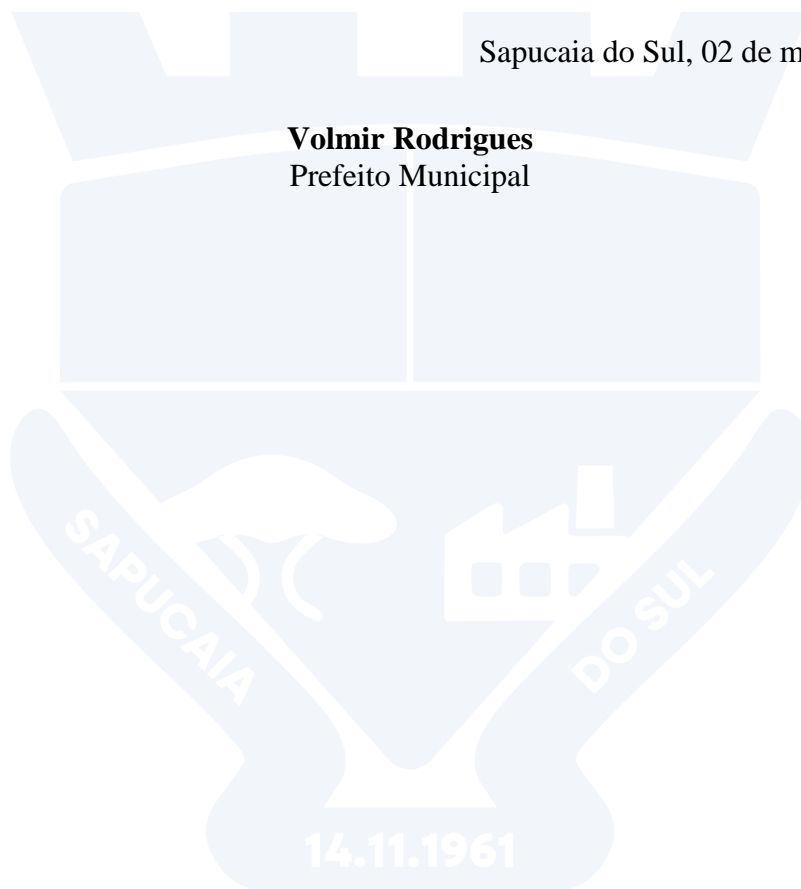 Sapucaia do Sul, 02 de
Volmir Rodrigues
Prefeito Municipal
SAPUCAIA
DO SUL
14.11.1961